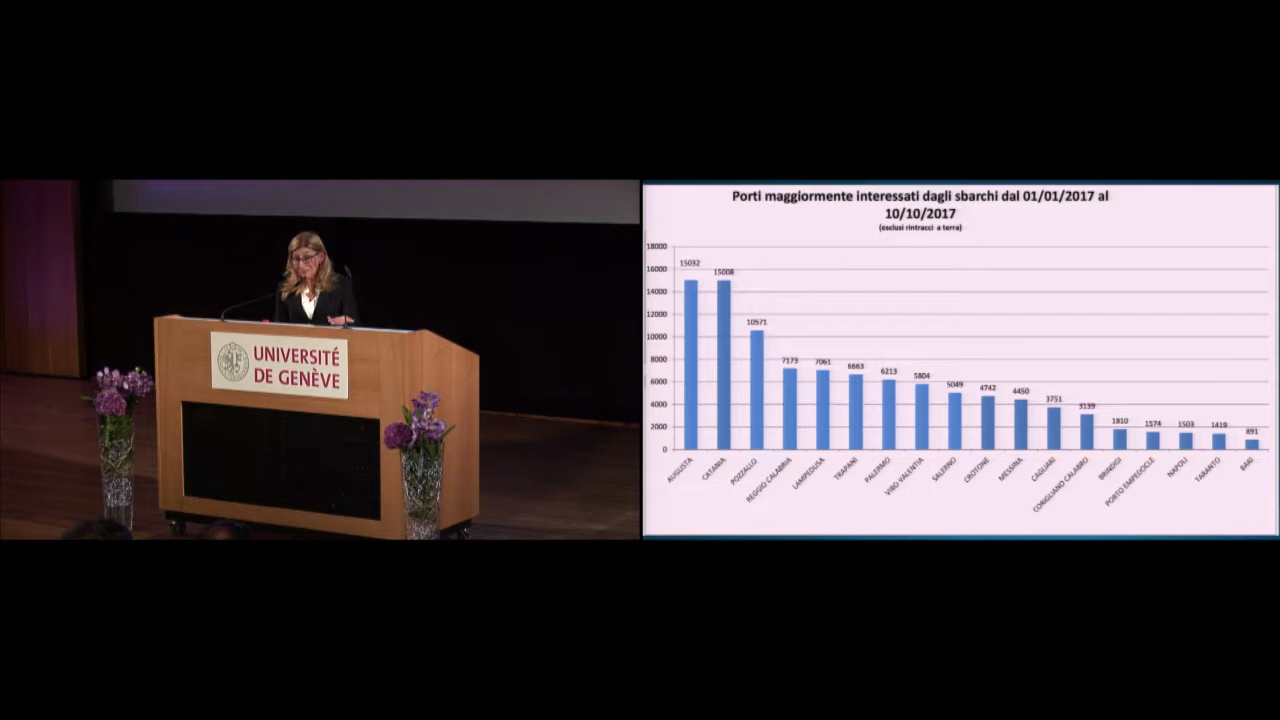 UNIVERSITÉ
DE GENÈVE
Porti maggiormente interessati dagli sbarchi dal 01/01/2017 al
10/10/2017
(esclusi rintracci a terra)
18000
16000
14000
12000
10000
8000
6000
4000
2000
0
15032
15008
10571
7173
7061
6663
6213
5804
5049
4742
4450
3751
3139
1810
1574
1503
1419
891
AUGUSTA
CATANIA
POZZALLO
REGGIO CALABRIA
LAMPEDUSA
TRAPANI
PALERMO
VIBO VALENTIA
SALERNO
CROTONE
MESSINA
CAGLIARI
CORIGLIANO CALABRO
BRINDISI
PORTO EMPEDOCLE
NAPOLI
TARANTO
BARI